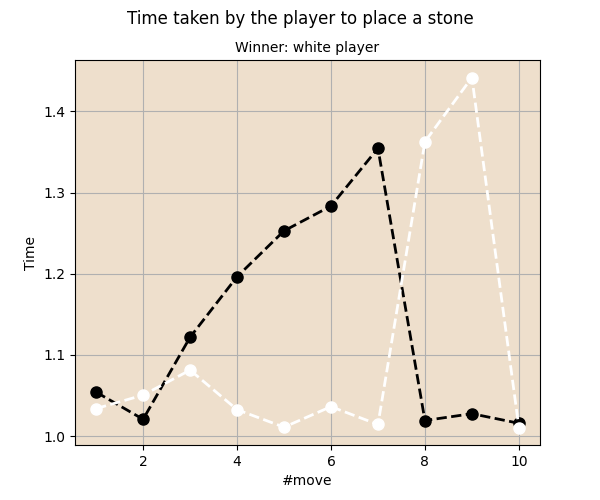 Time taken by the player to place a stone
Winner: white player
1.4
1.3
1.2
1.1
1.0
Time
2 4 6 8 10
#move